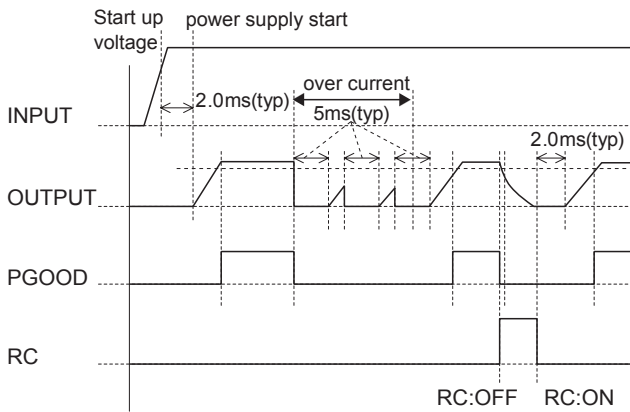 Start up
voltage
power supply start
over current
INPUT
2.0ms(typ)
5ms(typ)
2.0ms(typ)
OUTPUT
PGOOD
RC
RC:OFF
RC:ON